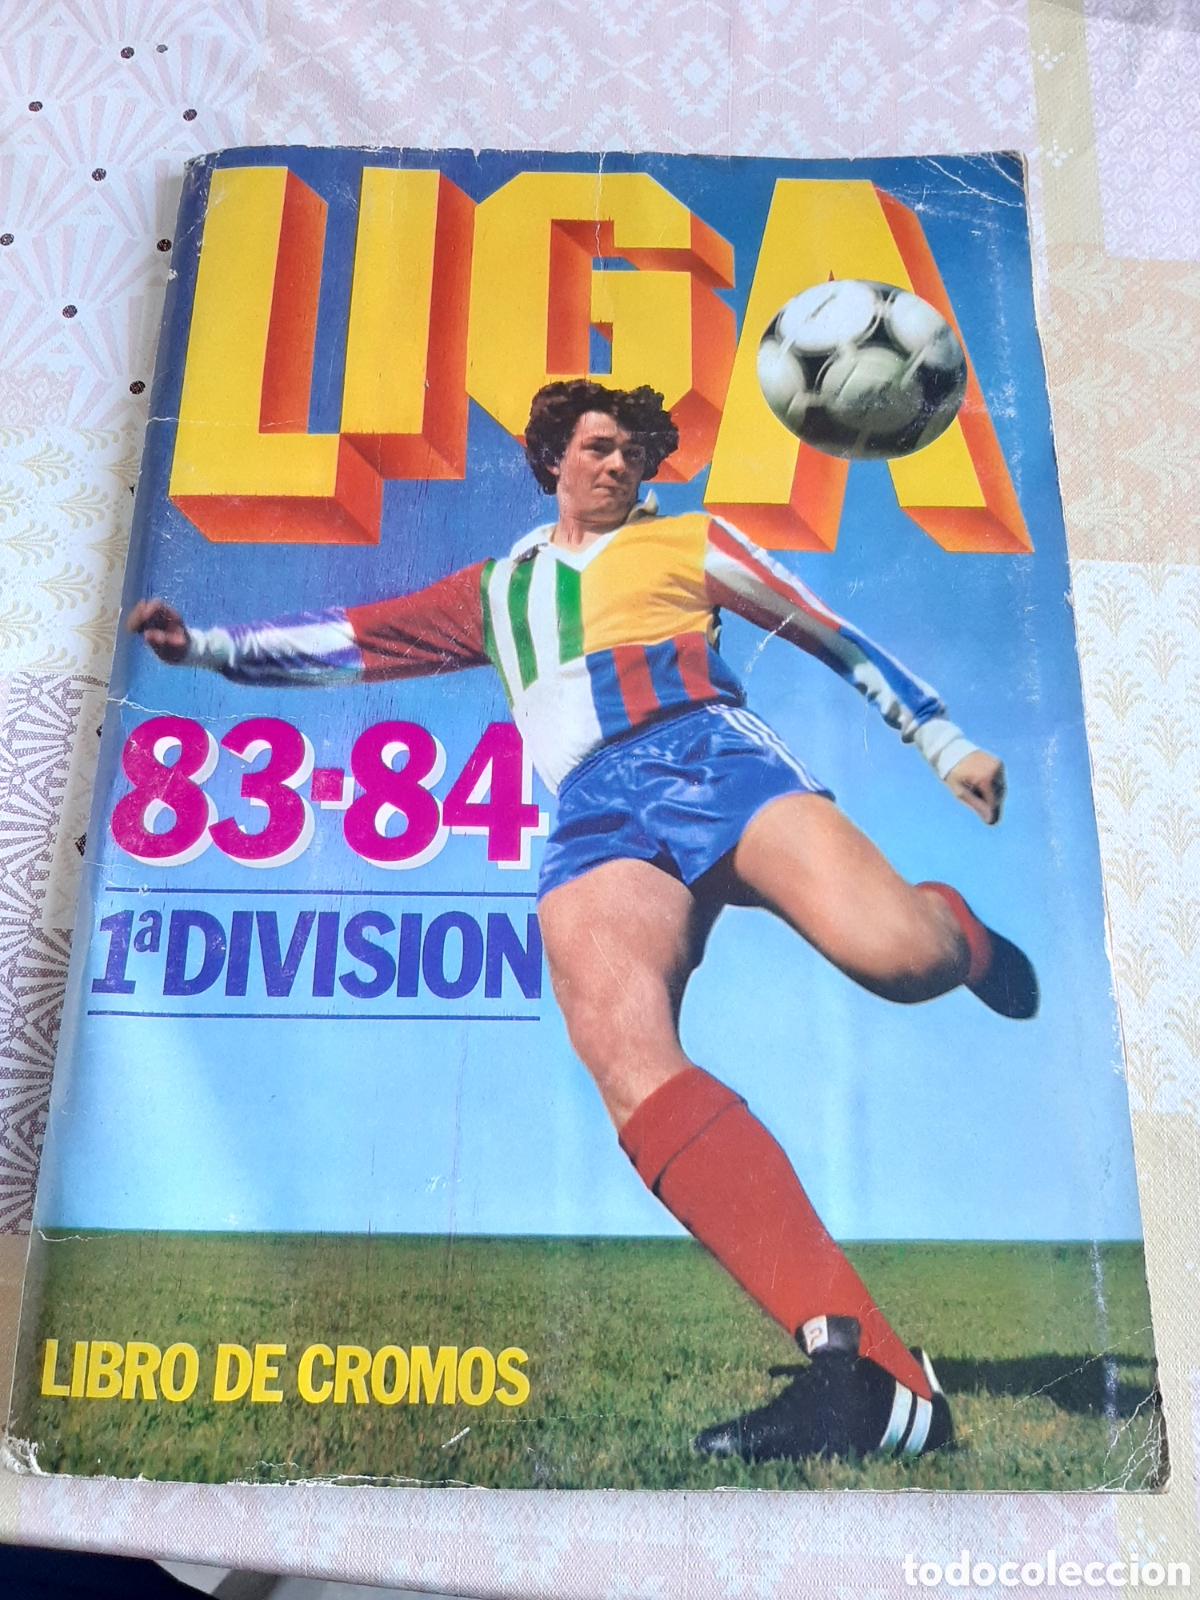 LIGA
83-84
1ª DIVISION
LIBRO DE CROMOS
todocoleccion